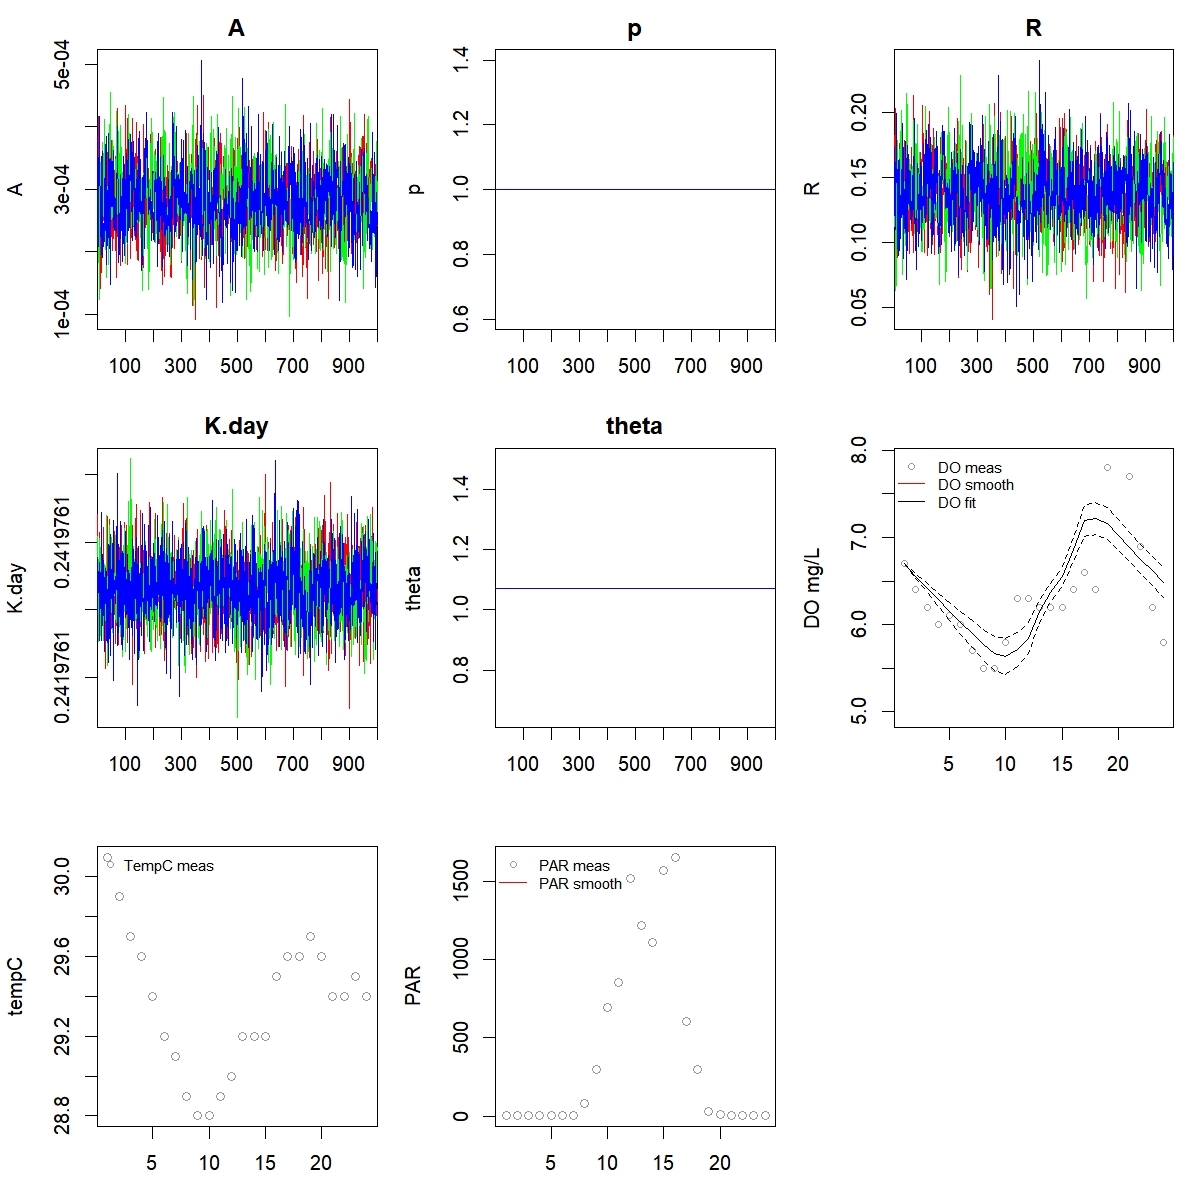 A
A
5e-04
3e-04
1e-04
100 300 500 700 900
p
p
1.4
1.2
1.0
0.8
0.6
100 300 500 700 900
R
R
0.20
0.15
0.10
0.05
100 300 500 700 900
K.day
K.day
0.2419761
0.2419761
100 300 500 700 900
theta
theta
1.4
1.2
1.0
0.8
100 300 500 700 900
DO mg/L
8.0
7.0
6.0
5.0
DO meas
DO smooth
DO fit
5 10 15 20
tempC
30.0
29.6
29.2
28.8
TempC meas
5 10 15 20
PAR
1500
1000
500
0
PAR meas
PAR smooth
5 10 15 20